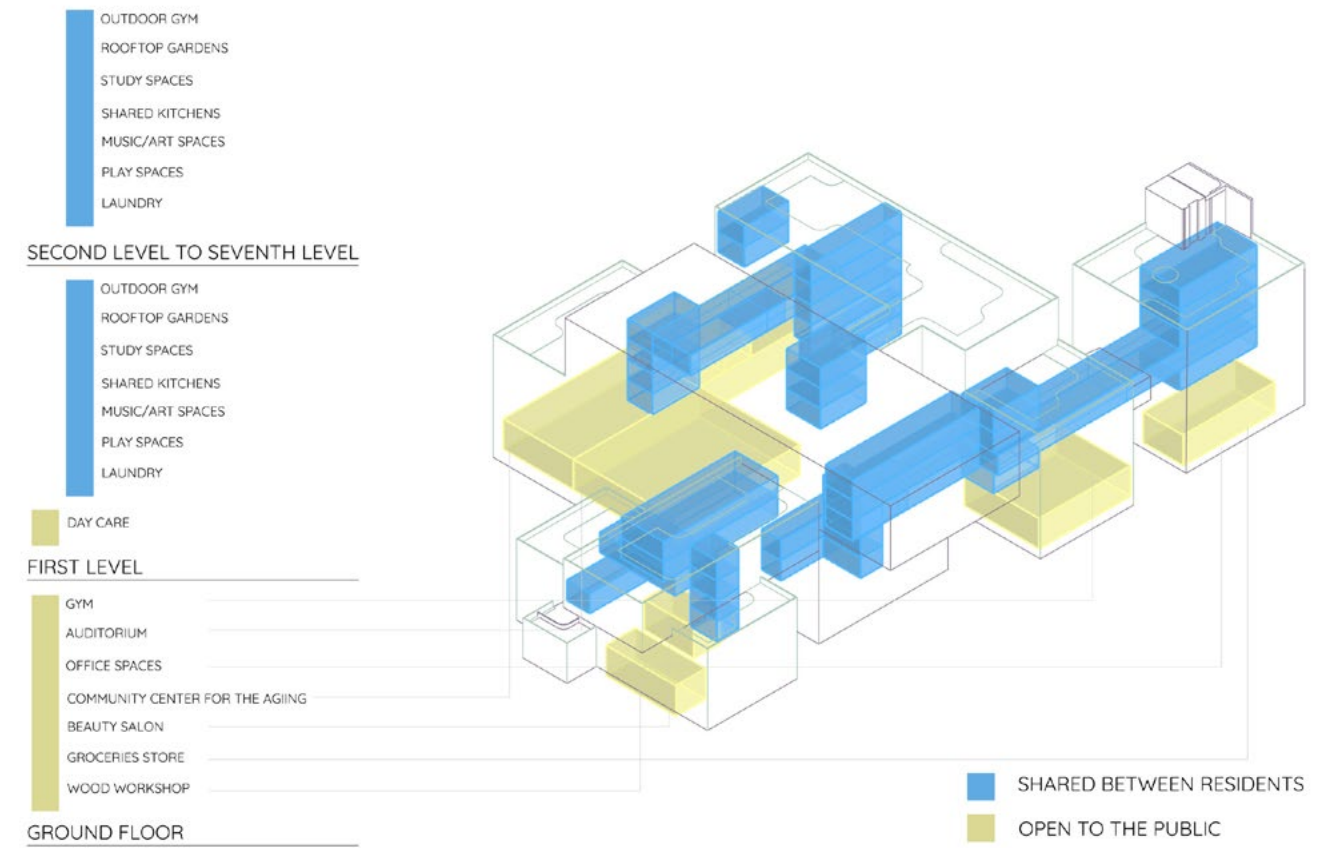 OUTDOOR GYM
ROOFTOP GARDENS
STUDY SPACES
SHARED KITCHENS
MUSIC/ART SPACES
PLAY SPACES
LAUNDRY
SECOND LEVEL TO SEVENTH LEVEL
OUTDOOR GYM
ROOFTOP GARDENS
STUDY SPACES
SHARED KITCHENS
MUSIC/ART SPACES
PLAY SPACES
LAUNDRY
DAY CARE
FIRST LEVEL
GYM
AUDITORIUM
OFFICE SPACES
COMMUNITY CENTER FOR THE AGIING
BEAUTY SALON
GROCERIES STORE
WOOD WORKSHOP
GROUND FLOOR
SHARED BETWEEN RESIDENTS
OPEN TO THE PUBLIC